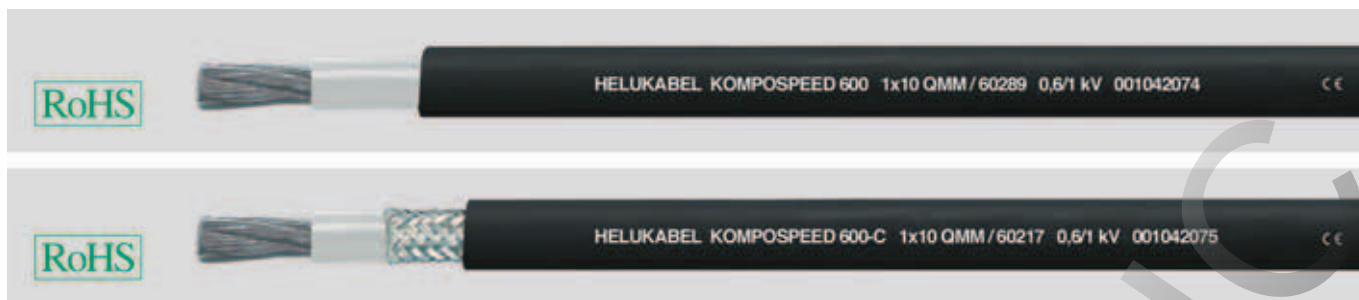 RoHS
HELUKABEL KOMPOSPEED 600 1x10 QMM / 60289 0,6/1 kV 001042074 CE
RoHS
HELUKABEL KOMPOSPEED 600-C 1x10 QMM / 60217 0,6/1 kV 001042075 CE